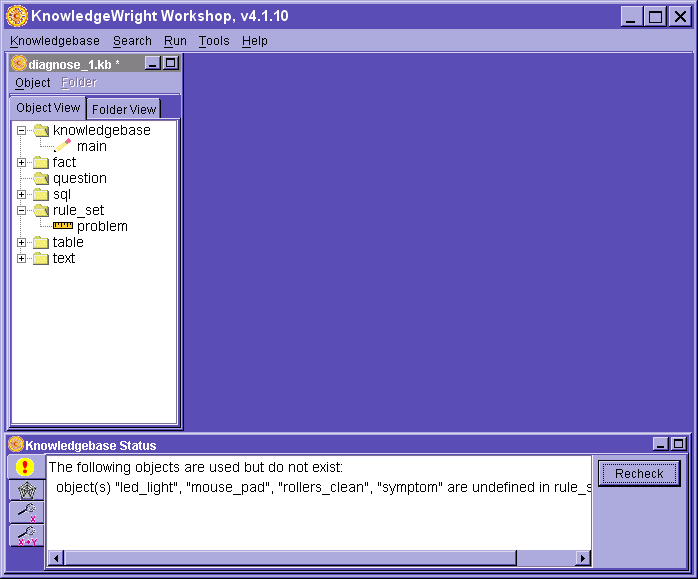 KnowledgeWright Workshop, v4.1.10
Knowledgebase Search Run Tools Help
diagnose_1.kb *
Object Folder
Object View Folder View
knowledgebase
main
fact
question
sql
rule_set
problem
table
text
Knowledgebase Status
The following objects are used but do not exist:
object(s) "led_light", "mouse_pad", "rollers_clean", "symptom" are undefined in rule_s
Recheck
X
X→Y